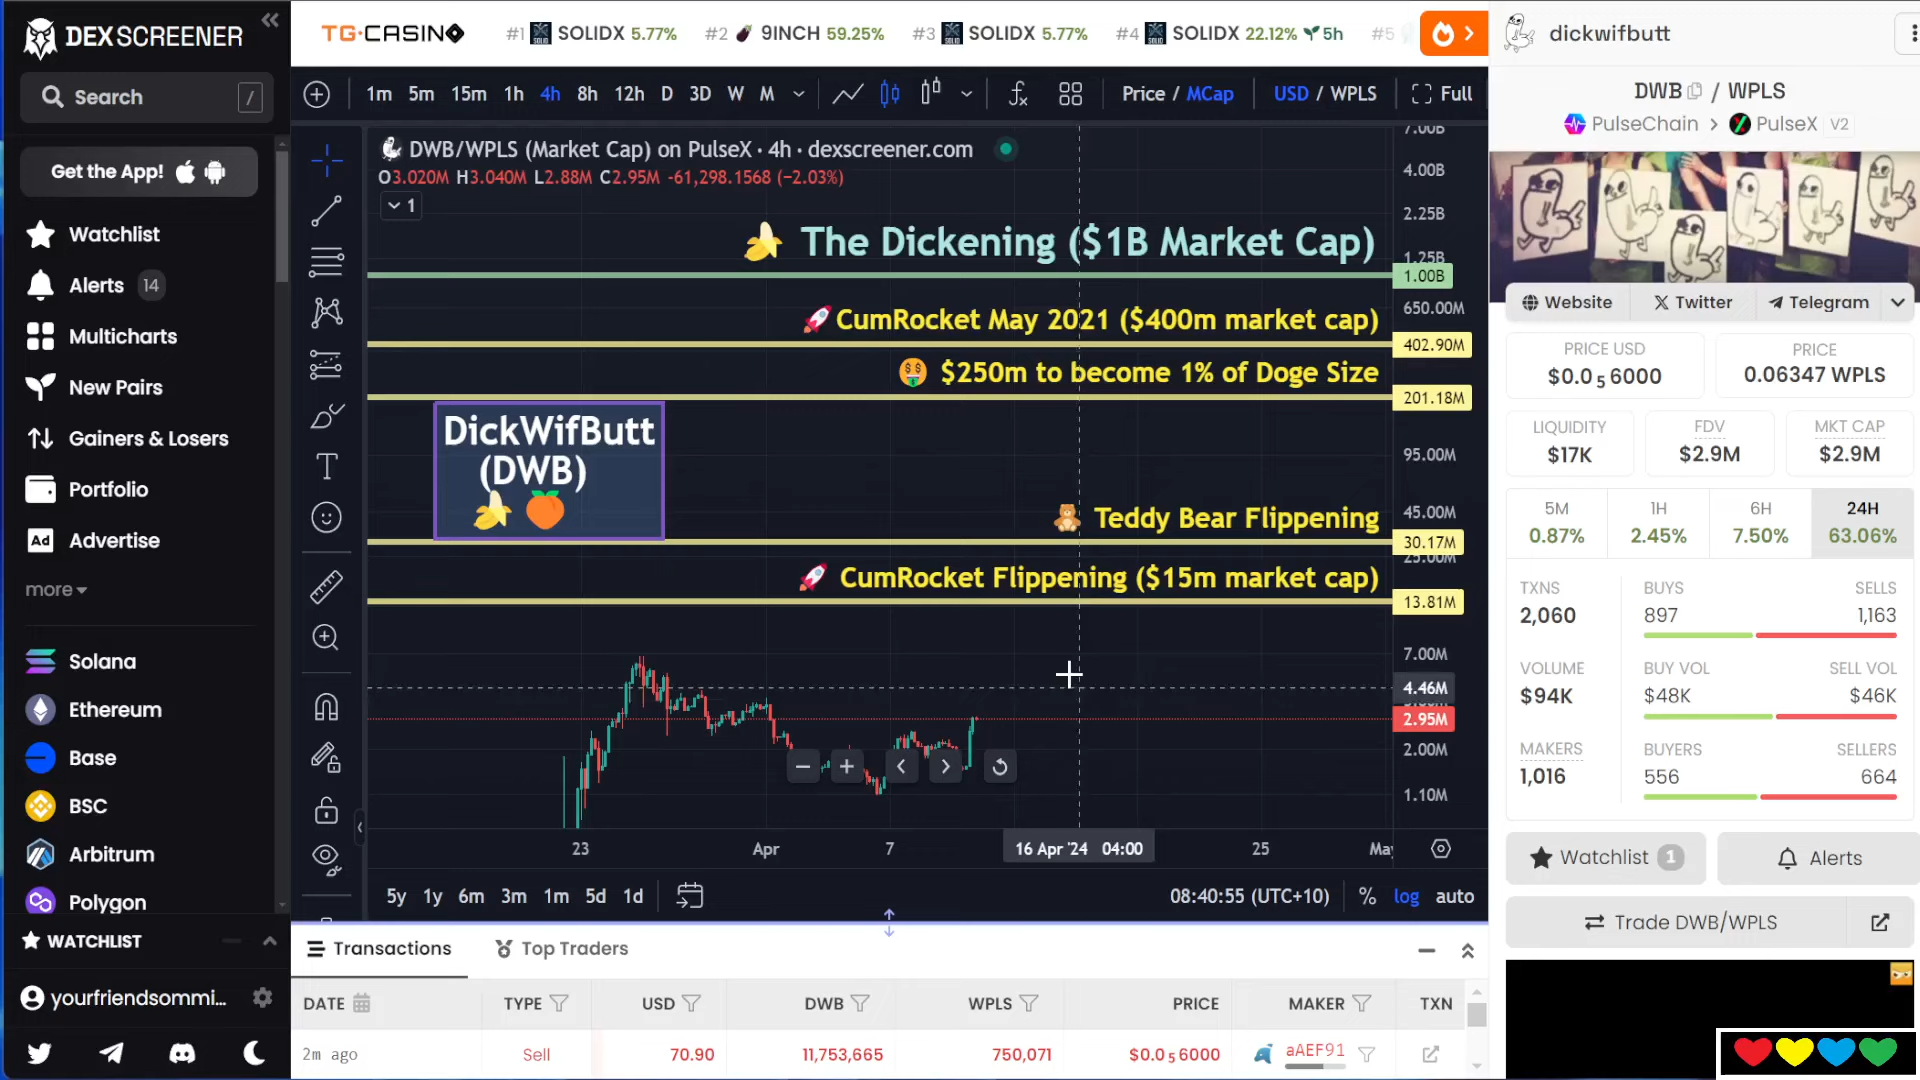 DEX SCREENER
Search /
Get the App!
Watchlist
Alerts 14
Multicharts
New Pairs
Gainers & Losers
Portfolio
Ad Advertise
more
Solana
Ethereum
Base
BSC
Arbitrum
Polygon
WATCHLIST
yourfriendsommi...
TG.CASINO
#1 SOLIDX 5.77% #2 9INCH 59.25% #3 SOLIDX 5.77% #4 SOLIDX 22.12% 5h #5
1m 5m 15m 1h 4h 8h 12h D 3D W M Price / MCap USD / WPLS Full
DWB/WPLS (Market Cap) on PulseX · 4h · dexscreener.com
O3.020M H3.040M L2.88M C2.95M -61,298.1568 (−2.03%)
1
The Dickening ($1B Market Cap)
CumRocket May 2021 ($400m market cap)
$250m to become 1% of Doge Size
DickWifButt
(DWB)
Teddy Bear Flippening
CumRocket Flippening ($15m market cap)
7.00B
4.00B
2.25B
1.25B
1.00B
650.00M
402.90M
201.18M
95.00M
45.00M
30.17M
25.00M
13.81M
7.00M
4.46M
2.95M
2.00M
1.10M
23 Apr 7 16 Apr '24 04:00 25 May
5y 1y 6m 3m 1m 5d 1d 08:40:55 (UTC+10) % log auto
Transactions Top Traders
DATE TYPE USD DWB WPLS PRICE MAKER TXN
2m ago Sell 70.90 11,753,665 750,071 $0.0₅6000 aAEF91
dickwifbutt
DWB / WPLS
PulseChain > PulseX V2
Website Twitter Telegram
PRICE USD PRICE
$0.0₅6000 0.06347 WPLS
LIQUIDITY FDV MKT CAP
$17K $2.9M $2.9M
5M 1H 6H 24H
0.87% 2.45% 7.50% 63.06%
TXNS BUYS SELLS
2,060 897 1,163
VOLUME BUY VOL SELL VOL
$94K $48K $46K
MAKERS BUYERS SELLERS
1,016 556 664
Watchlist 1 Alerts
Trade DWB/WPLS